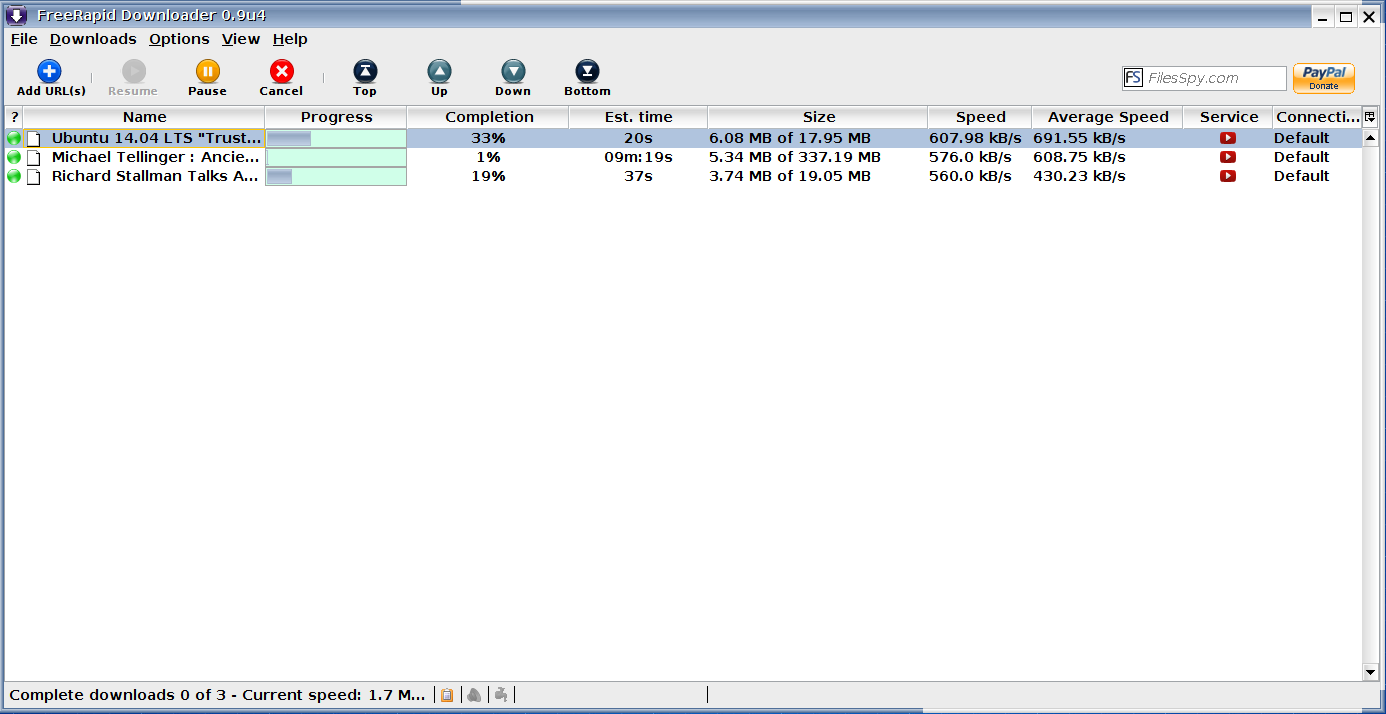 FreeRapid Downloader 0.9u4
File Downloads Options View Help
Add URL(s) Resume Pause Cancel Top Up Down Bottom FS FilesSpy.com PayPal Donate
? Name Progress Completion Est. time Size Speed Average Speed Service Connecti...
Ubuntu 14.04 LTS "Trust... 33% 20s 6.08 MB of 17.95 MB 607.98 kB/s 691.55 kB/s Default
Michael Tellinger : Ancie... 1% 09m:19s 5.34 MB of 337.19 MB 576.0 kB/s 608.75 kB/s Default
Richard Stallman Talks A... 19% 37s 3.74 MB of 19.05 MB 560.0 kB/s 430.23 kB/s Default
Complete downloads 0 of 3 - Current speed: 1.7 M...